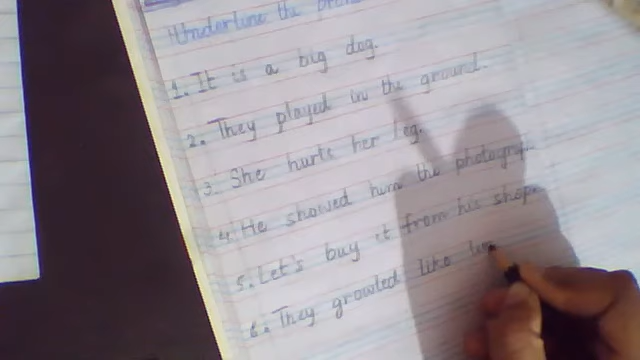 Underline the
1. It is a big dog.
2. They played in the ground.
3. She hurts her leg.
4. He showed him the photograp
5. Let's buy it from his shop.
6. They growled like